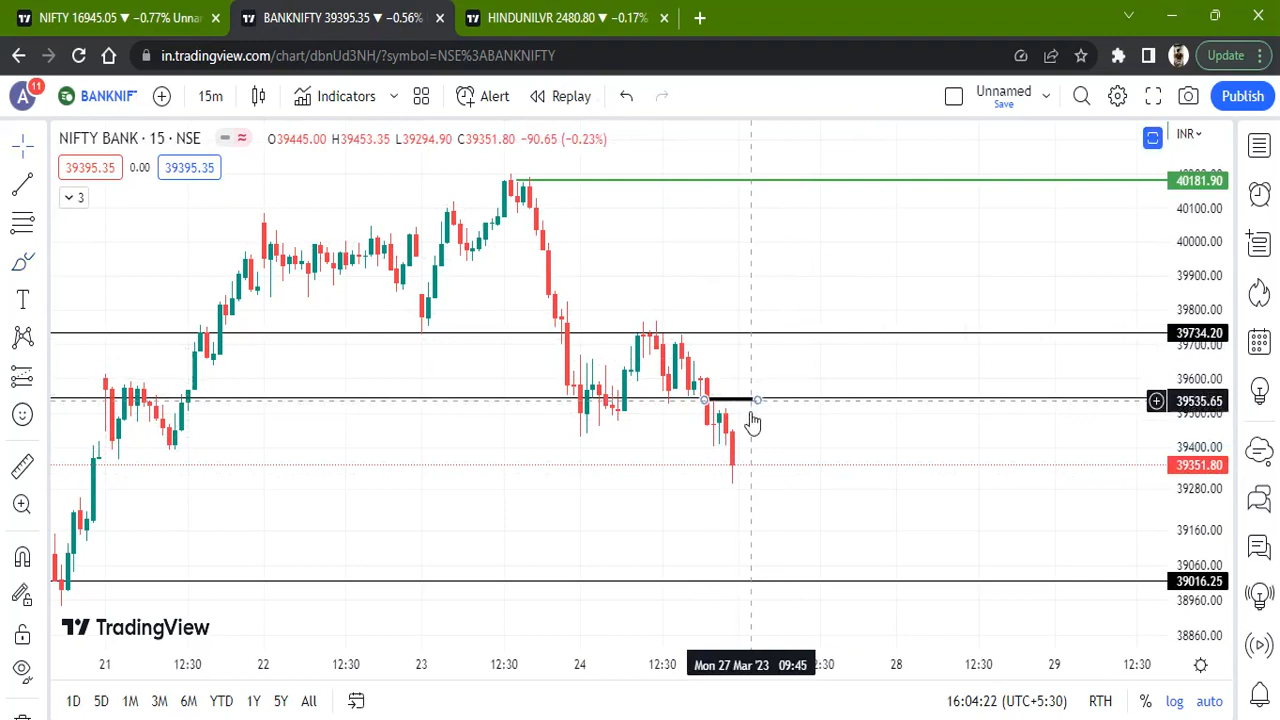 NIFTY 16945.05 ▼ −0.77% Unnar
BANKNIFTY 39395.35 ▼ −0.56%
HINDUNILVR 2480.80 ▼ −0.17%
in.tradingview.com/chart/dbnUd3NH/?symbol=NSE%3ABANKNIFTY
Update
A 11
BANKNIF
15m
Indicators
Alert
Replay
Unnamed
Save
Publish
NIFTY BANK · 15 · NSE
O39445.00 H39453.35 L39294.90 C39351.80 −90.65 (−0.23%)
INR
39395.35 0.00 39395.35
3
40181.90
40100.00
40000.00
39900.00
39800.00
39734.20
39700.00
39600.00
39535.65
39400.00
39351.80
39280.00
39160.00
39060.00
39016.25
38960.00
38860.00
TradingView
21 12:30 22 12:30 23 12:30 24 12:30 Mon 27 Mar '23 09:45 2:30 28 12:30 29 12:30
1D 5D 1M 3M 6M YTD 1Y 5Y All
16:04:22 (UTC+5:30) RTH % log auto